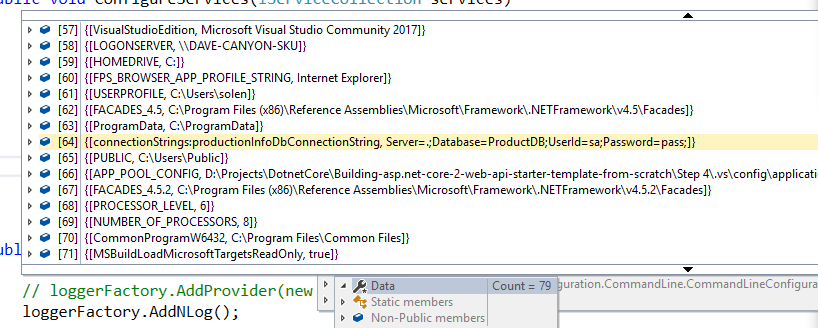 public void ConfigureServices(IServiceCollection services)
[57] {[VisualStudioEdition, Microsoft Visual Studio Community 2017]}
[58] {[LOGONSERVER, \\DAVE-CANYON-SKU]}
[59] {[HOMEDRIVE, C:]}
[60] {[FPS_BROWSER_APP_PROFILE_STRING, Internet Explorer]}
[61] {[USERPROFILE, C:\Users\solen]}
[62] {[FACADES_4.5, C:\Program Files (x86)\Reference Assemblies\Microsoft\Framework\.NETFramework\v4.5\Facades]}
[63] {[ProgramData, C:\ProgramData]}
[64] {[connectionStrings:productionInfoDbConnectionString, Server=.;Database=ProductDB;UserId=sa;Password=pass;]}
[65] {[PUBLIC, C:\Users\Public]}
[66] {[APP_POOL_CONFIG, D:\Projects\DotnetCore\Building-asp.net-core-2-web-api-starter-template-from-scratch\Step 4\.vs\config\applicatio
[67] {[FACADES_4.5.2, C:\Program Files (x86)\Reference Assemblies\Microsoft\Framework\.NETFramework\v4.5.2\Facades]}
[68] {[PROCESSOR_LEVEL, 6]}
[69] {[NUMBER_OF_PROCESSORS, 8]}
[70] {[CommonProgramW6432, C:\Program Files\Common Files]}
[71] {[MSBuildLoadMicrosoftTargetsReadOnly, true]}
ubl
// loggerFactory.AddProvider(new
Data Count = 79 guration.CommandLine.CommandLineConfigura
Static members
loggerFactory.AddNLog();
Non-Public members